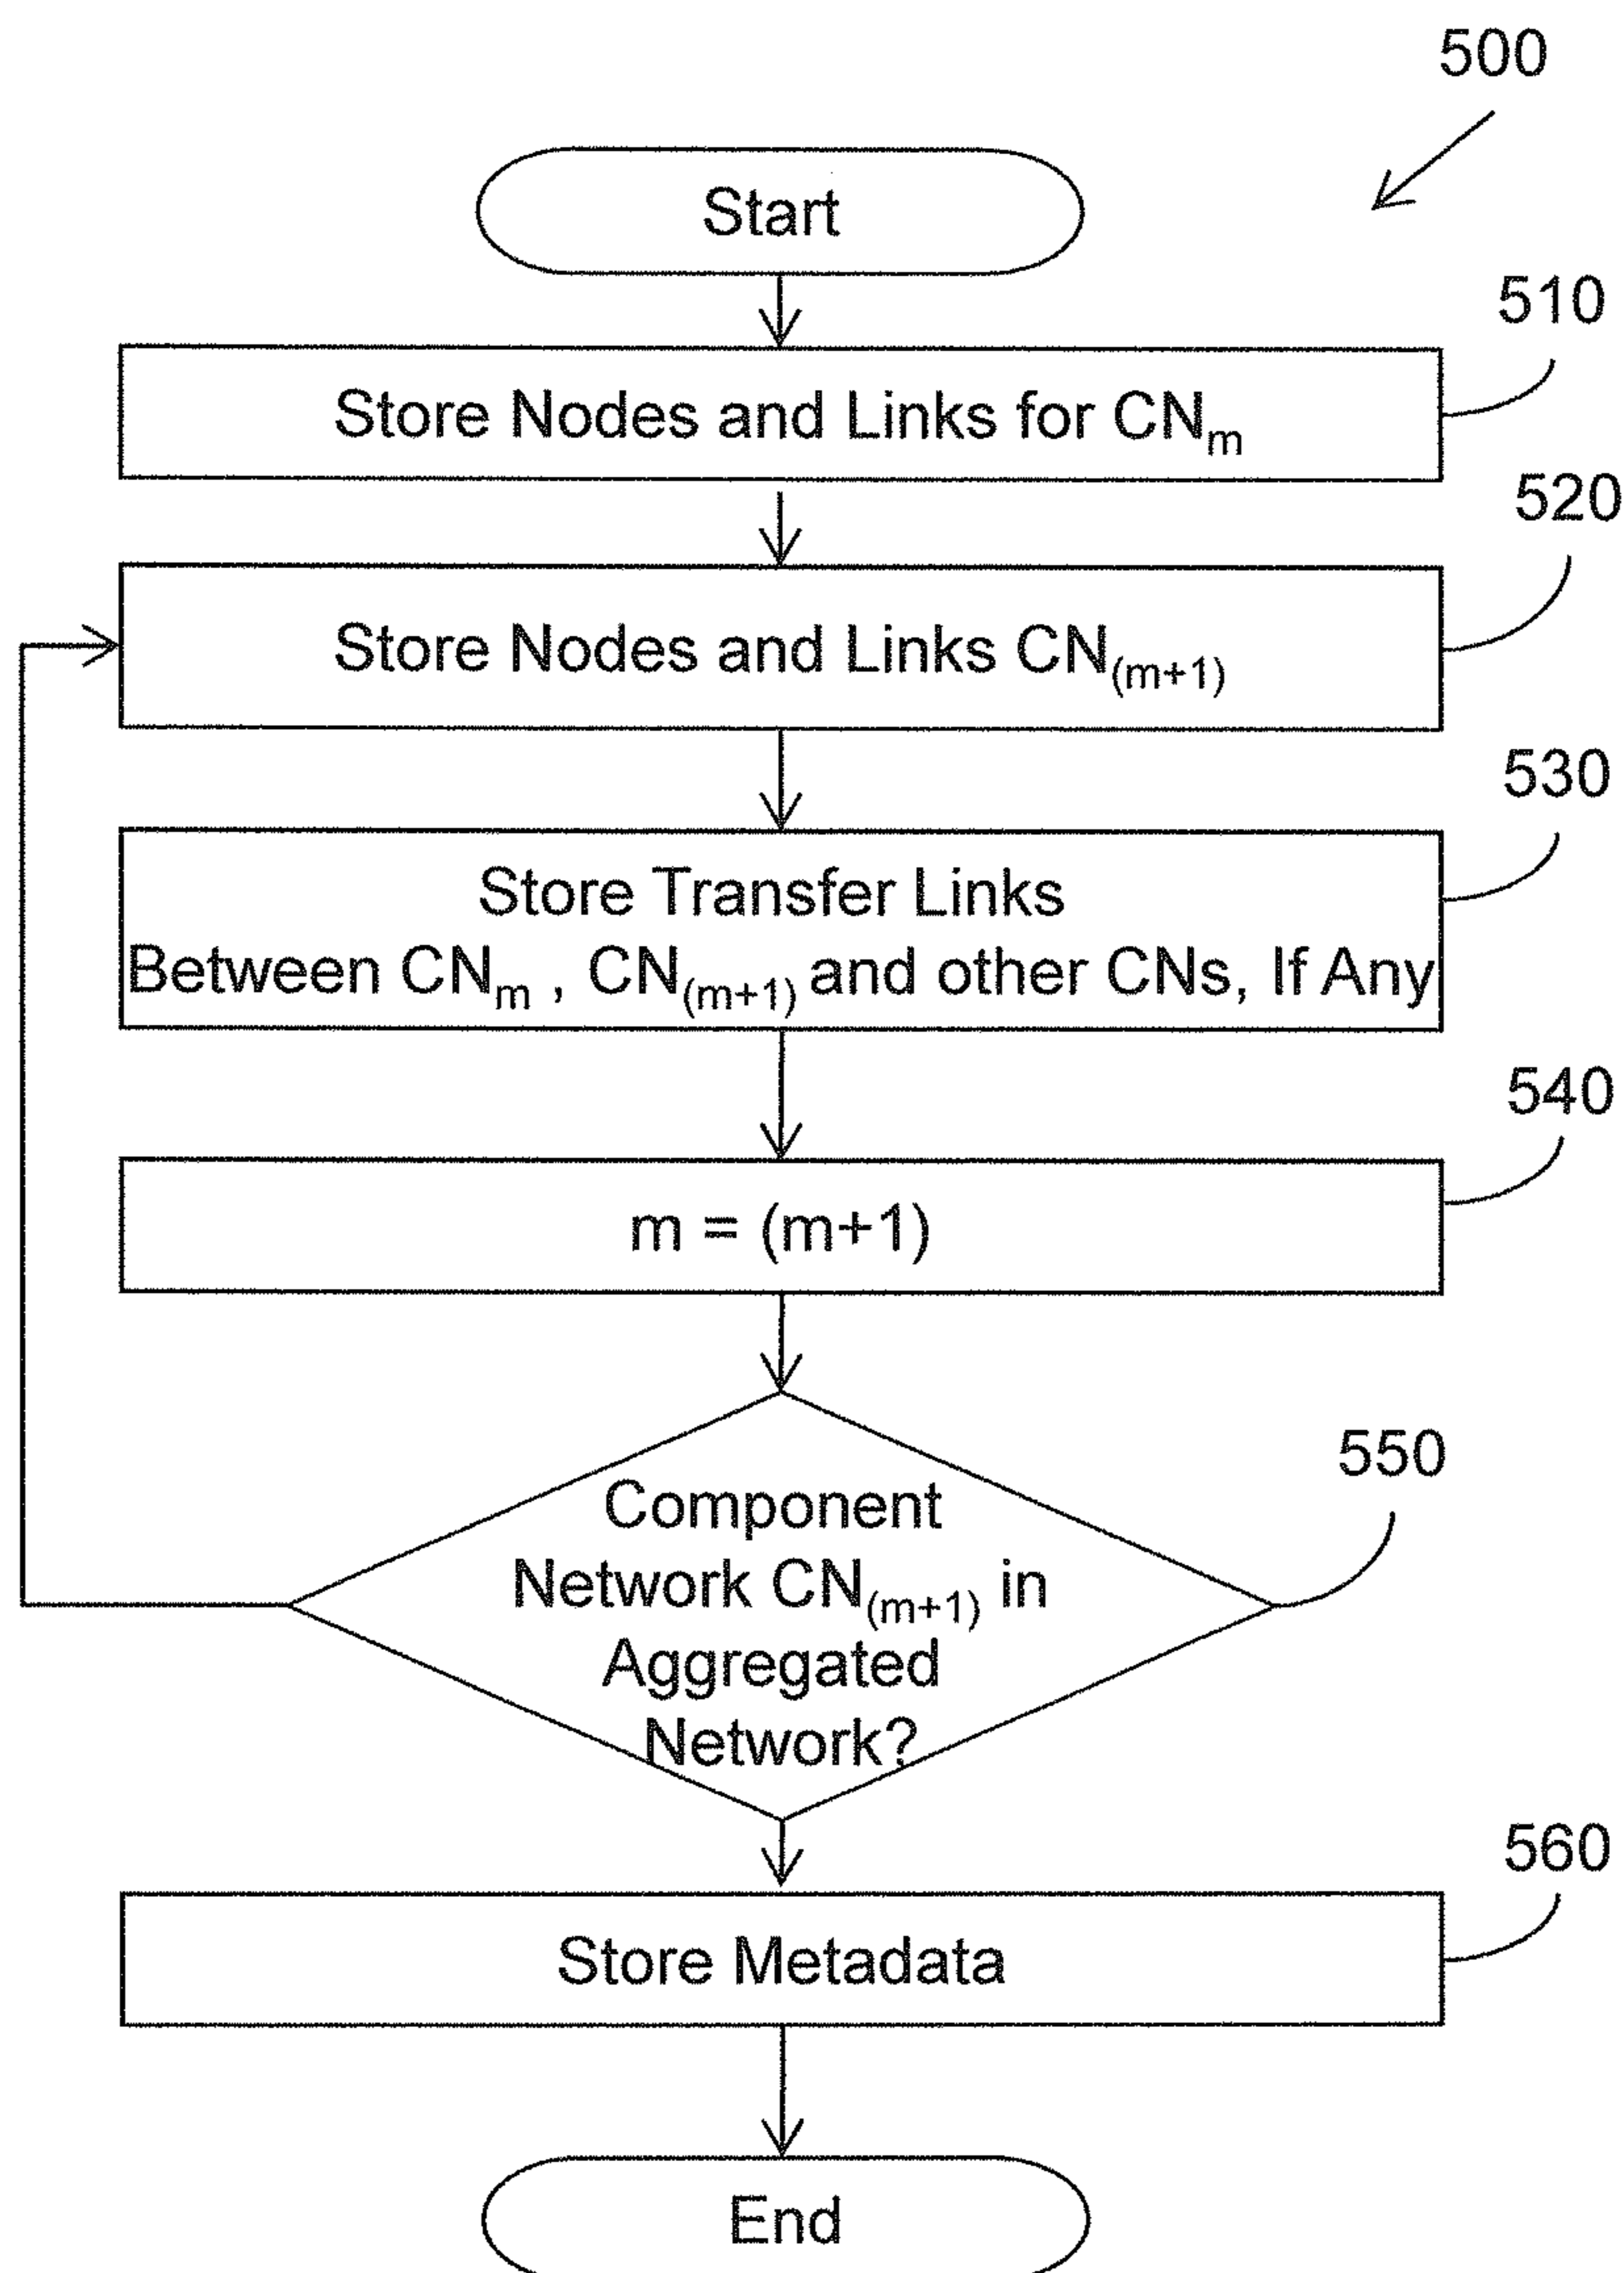 500
Start
510
Store Nodes and Links for CNm
520
Store Nodes and Links CN(m+1)
530
Store Transfer Links
Between CNm , CN(m+1) and other CNs, If Any
540
m = (m+1)
550
Component
Network CN(m+1) in
Aggregated
Network?
560
Store Metadata
End